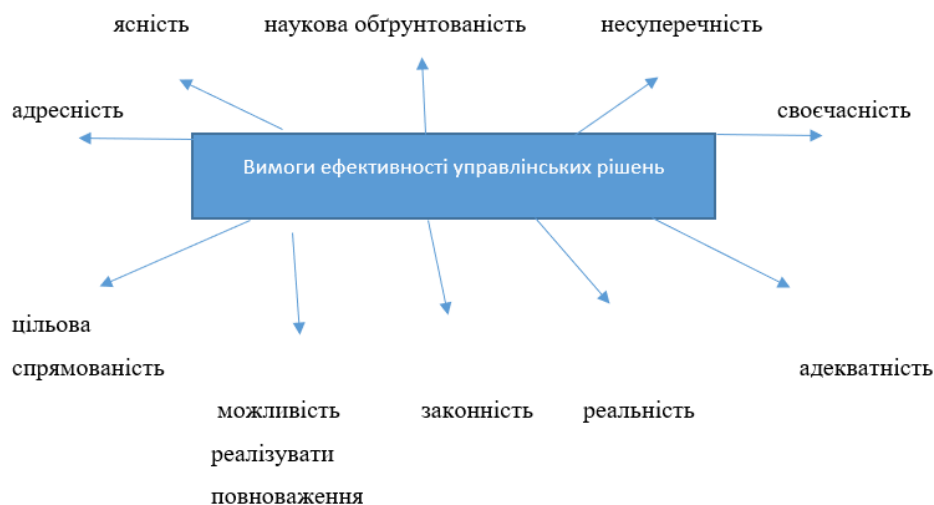 ясність
наукова обґрунтованість
несуперечність
адресність
своєчасність
Вимоги ефективності управлінських рішень
цільова
спрямованість
адекватність
можливість
реалізувати
повноваження
законність
реальність